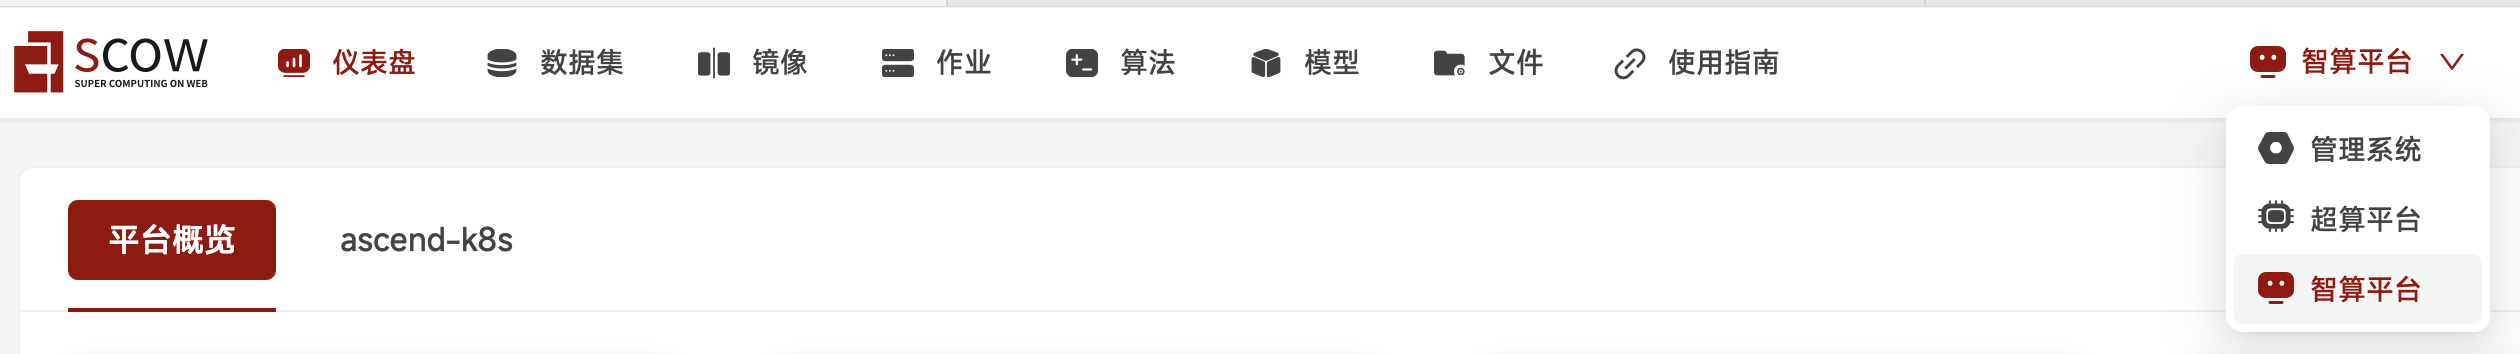 SCOW
SUPER COMPUTING ON WEB
仪表盘 数据集 镜像 作业 算法 模型 文件 使用指南 智算平台
管理系统
超算平台
智算平台
平台概览 ascend-k8s